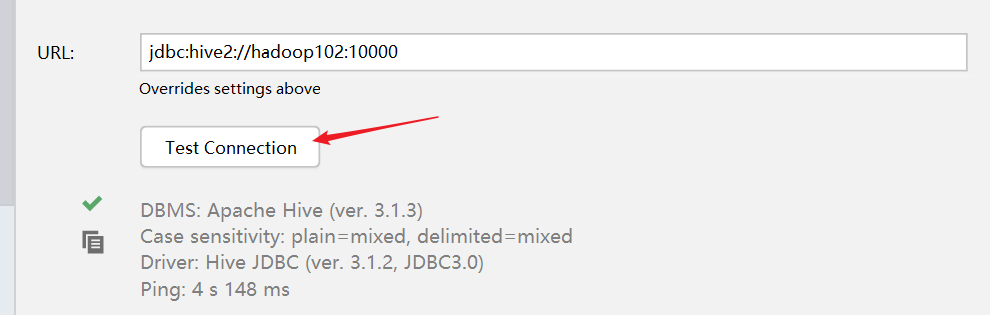 URL: jdbc:hive2://hadoop102:10000
Overrides settings above
Test Connection
DBMS: Apache Hive (ver. 3.1.3)
Case sensitivity: plain=mixed, delimited=mixed
Driver: Hive JDBC (ver. 3.1.2, JDBC3.0)
Ping: 4 s 148 ms